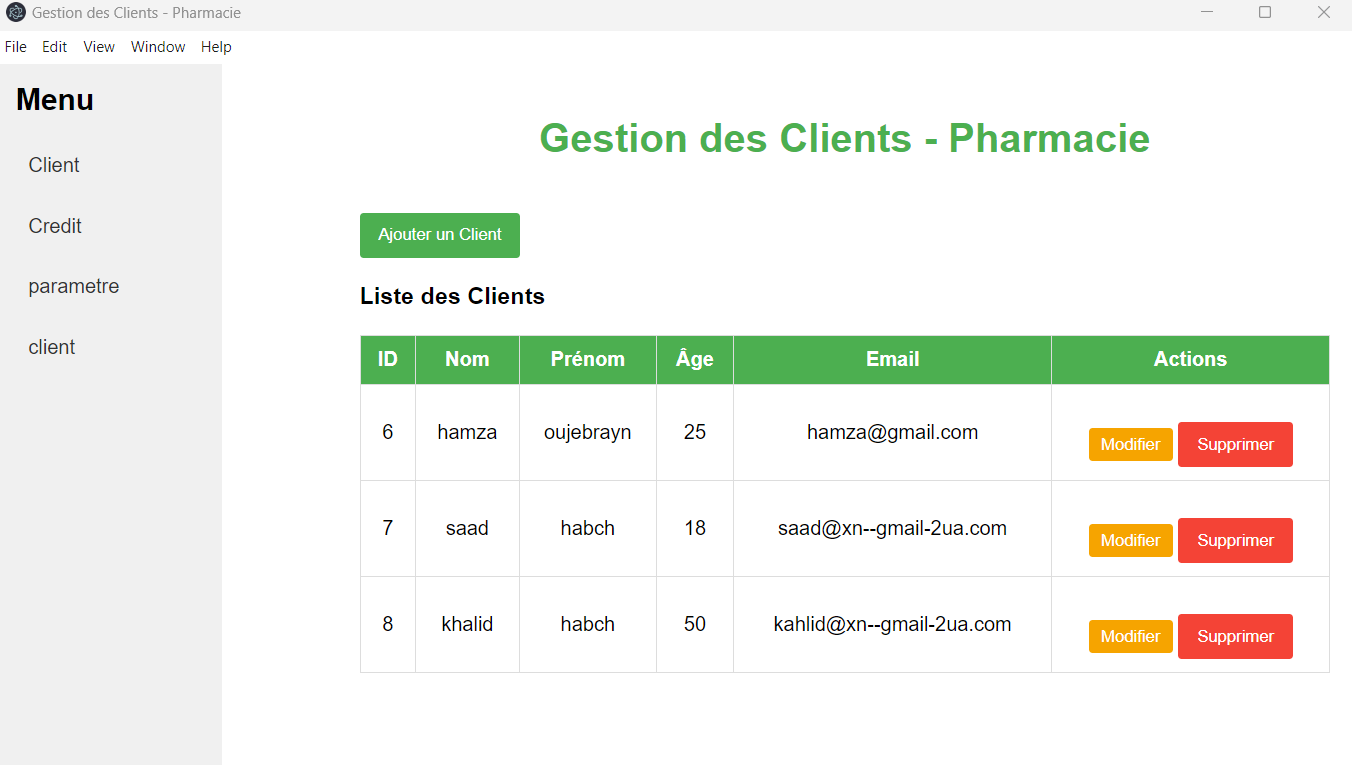 Gestion des Clients - Pharmacie
File Edit View Window Help
Menu
Client
Credit
parametre
client
Gestion des Clients - Pharmacie
Ajouter un Client
Liste des Clients
ID Nom Prénom Âge Email Actions
6 hamza oujebrayn 25 hamza@gmail.com Modifier Supprimer
7 saad habch 18 saad@xn--gmail-2ua.com Modifier Supprimer
8 khalid habch 50 kahlid@xn--gmail-2ua.com Modifier Supprimer